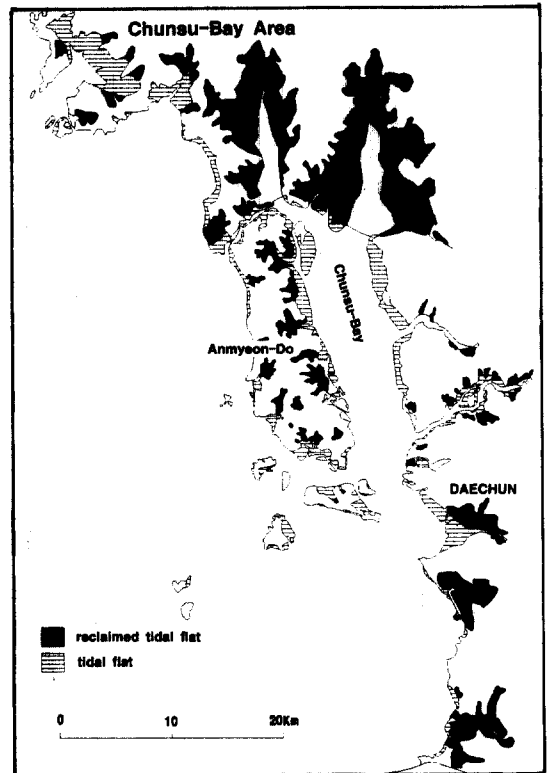 Chunsu-Bay Area
Chunsu-Bay
Anmyeon-Do
DAECHUN
reclaimed tidal flat
tidal flat
0 10 20Km